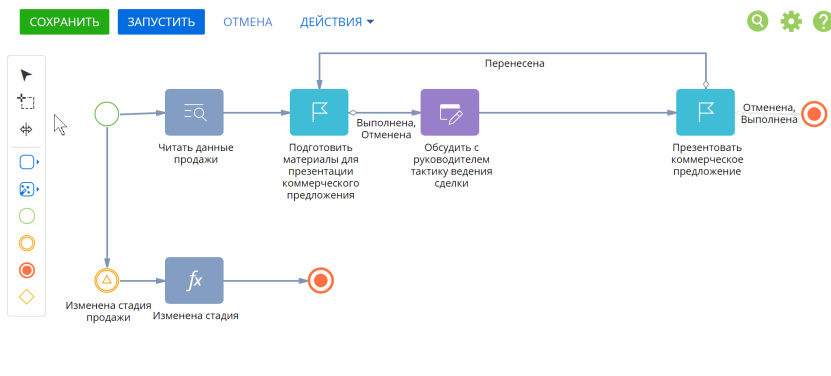 СОХРАНИТЬ
ЗАПУСТИТЬ
ОТМЕНА
ДЕЙСТВИЯ
Перенесена
Выполнена,
Отменена
Отменена,
Выполнена
Читать данные
продажи
Подготовить
материалы для
презентации
коммерческого
предложения
Обсудить с
руководителем
тактику ведения
сделки
Презентовать
коммерческое
предложение
fx
Изменена стадия
продажи
Изменена стадия